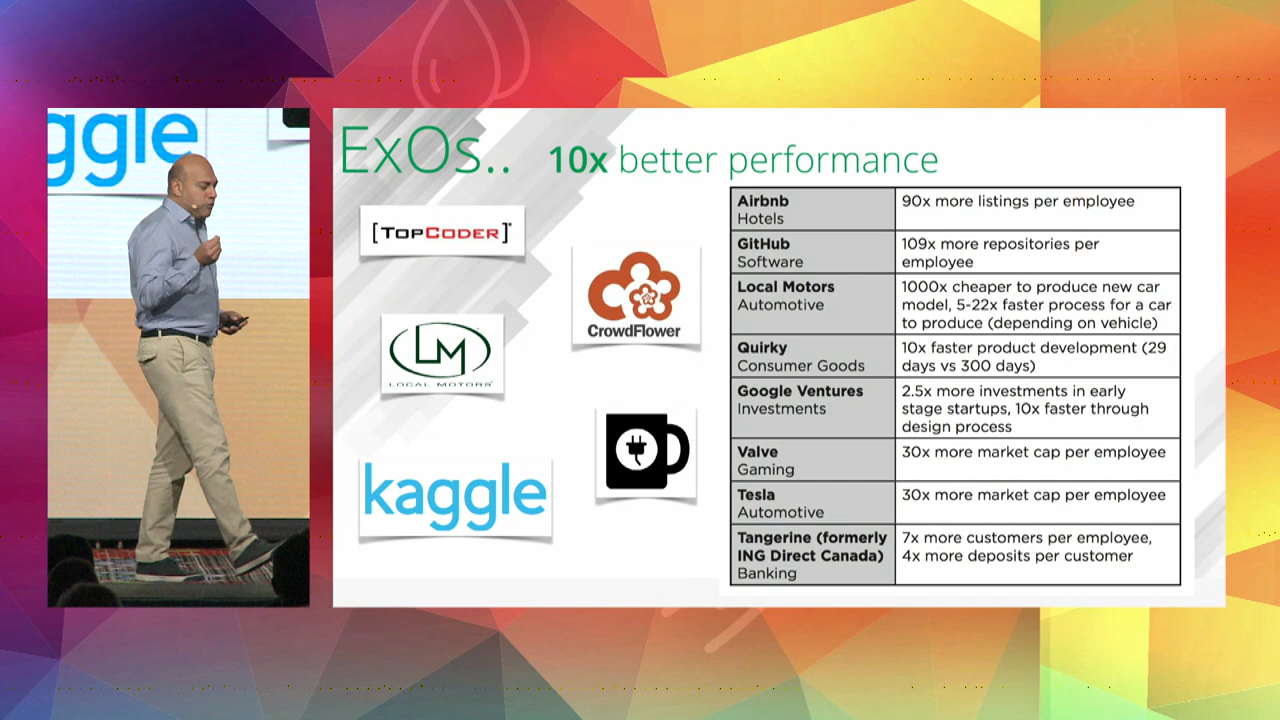 ggle
ExOs.. 10x better performance
[TOPCODER]
CROWDFLOWER
LM
LOCAL MOTORS
kaggle
Airbnb
Hotels
90x more listings per employee
GitHub
Software
109x more repositories per
employee
Local Motors
Automotive
1000x cheaper to produce new car
model, 5-22x faster process for a car
to produce (depending on vehicle)
Quirky
Consumer Goods
10x faster product development (29
days vs 300 days)
Google Ventures
Investments
2.5x more investments in early
stage startups, 10x faster through
design process
Valve
Gaming
30x more market cap per employee
Tesla
Automotive
30x more market cap per employee
Tangerine (formerly
ING Direct Canada)
Banking
7x more customers per employee,
4x more deposits per customer